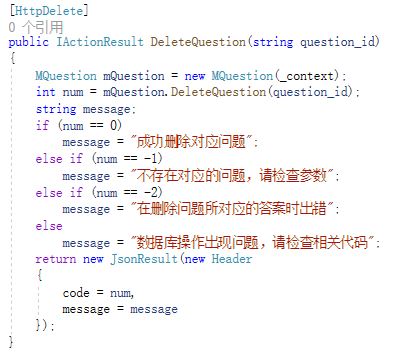 [HttpDelete]
0 个引用
public IActionResult DeleteQuestion(string question_id)
{
MQuestion mQuestion = new MQuestion(_context);
int num = mQuestion.DeleteQuestion(question_id);
string message;
if (num == 0)
message = "成功删除对应问题";
else if (num == -1)
message = "不存在对应的问题，请检查参数";
else if (num == -2)
message = "在删除问题所对应的答案时出错";
else
message = "数据库操作出现问题，请检查相关代码";
return new JsonResult(new Header
{
code = num,
message = message
});
}